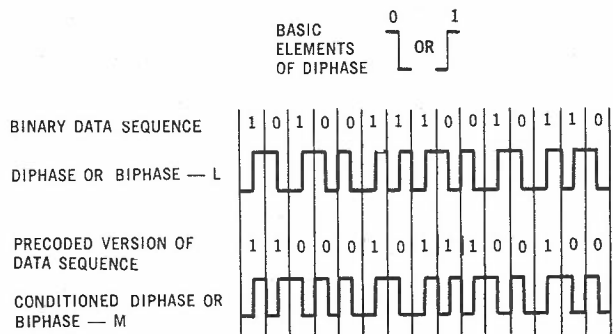 0 1
BASIC
ELEMENTS OR
OF DIPHASE
BINARY DATA SEQUENCE 1 0 1 0 0 1 1 1 0 0 1 0 1 1 0
DIPHASE OR BIPHASE — L
PRECODED VERSION OF
DATA SEQUENCE 1 1 0 0 0 1 0 1 1 1 0 0 1 0 0
CONDITIONED DIPHASE OR
BIPHASE — M